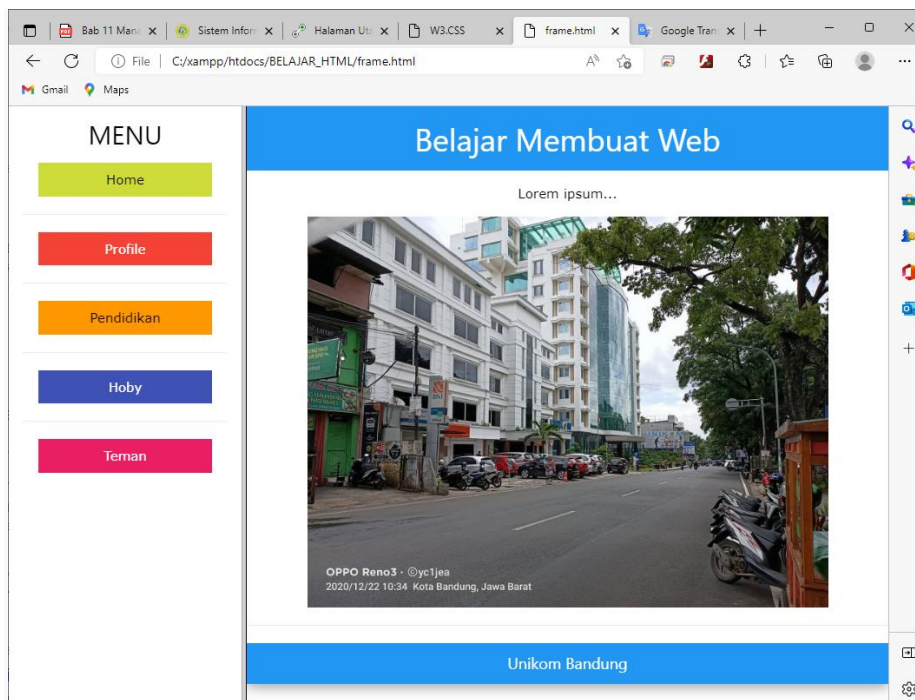 Bab 11 Mana
Sistem Inform
Halaman Uta
W3.CSS
frame.html
Google Trans
File
C:/xampp/htdocs/BELAJAR_HTML/frame.html
Gmail
Maps
MENU
Home
Profile
Pendidikan
Hoby
Teman
Belajar Membuat Web
Lorem ipsum...
BNI
UNIKOM
OPPO Reno3 · ©yc1jea
2020/12/22 10:34 Kota Bandung, Jawa Barat
Unikom Bandung